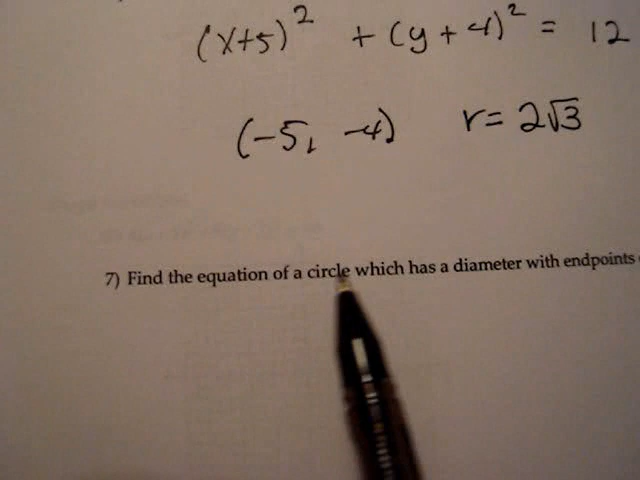 (x+5)² + (y+4)² = 12
(-5, -4) r= 2√3
7) Find the equation of a circle which has a diameter with endpoints